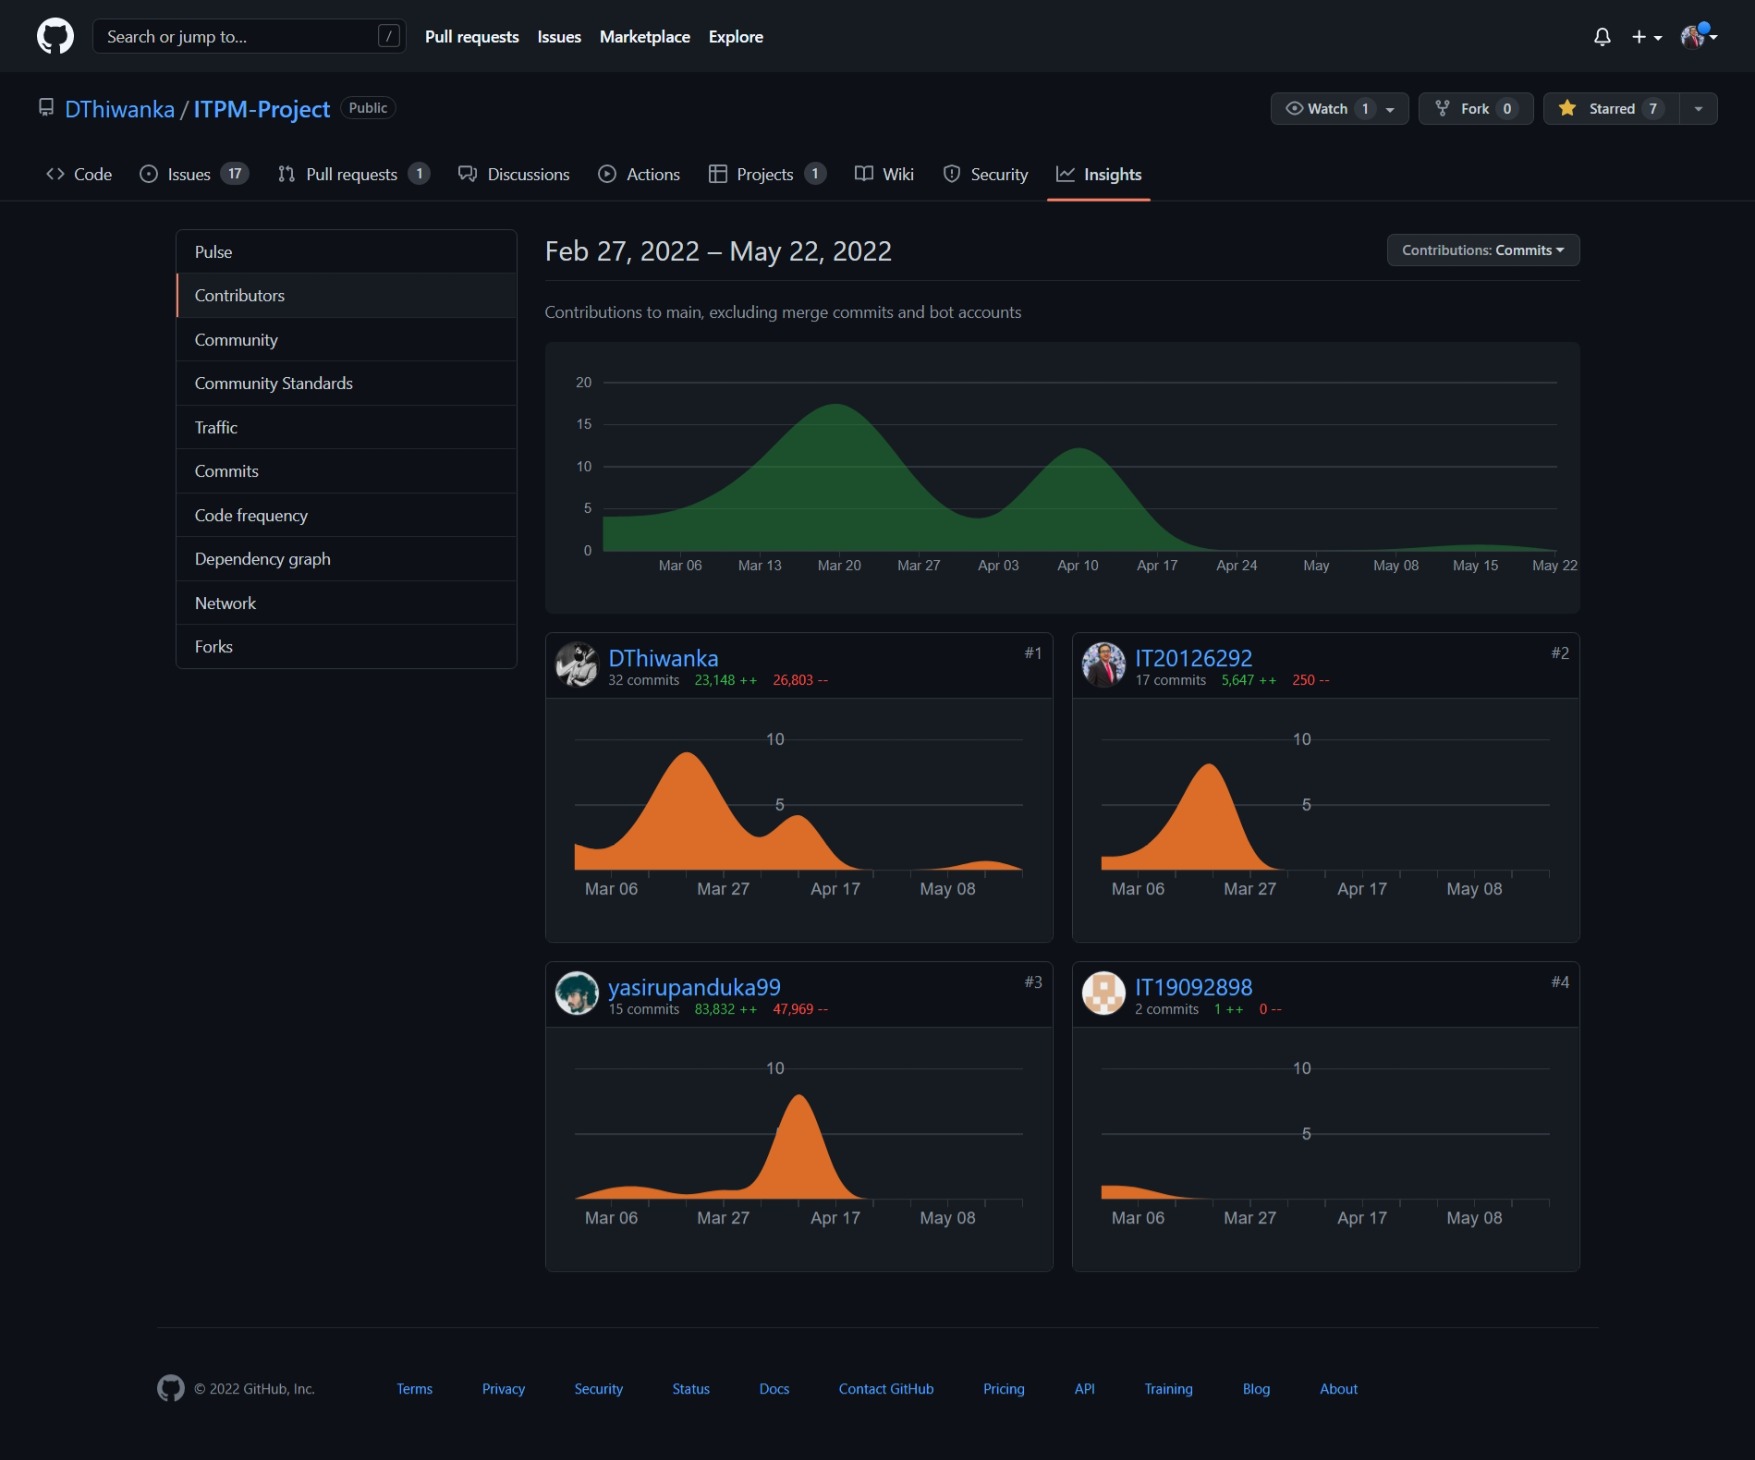 Search or jump to... / Pull requests Issues Marketplace Explore
DThiwanka / ITPM-Project Public Watch 1 Fork 0 Starred 7
Code Issues 17 Pull requests 1 Discussions Actions Projects 1 Wiki Security Insights
Pulse
Contributors
Community
Community Standards
Traffic
Commits
Code frequency
Dependency graph
Network
Forks
Feb 27, 2022 – May 22, 2022 Contributions: Commits
Contributions to main, excluding merge commits and bot accounts
20
15
10
5
0
Mar 06 Mar 13 Mar 20 Mar 27 Apr 03 Apr 10 Apr 17 Apr 24 May May 08 May 15 May 22
DThiwanka #1
32 commits 23,148 ++ 26,803 --
10
5
Mar 06 Mar 27 Apr 17 May 08
IT20126292 #2
17 commits 5,647 ++ 250 --
10
5
Mar 06 Mar 27 Apr 17 May 08
yasirupanduka99 #3
15 commits 83,832 ++ 47,969 --
10
Mar 06 Mar 27 Apr 17 May 08
IT19092898 #4
2 commits 1 ++ 0 --
10
5
Mar 06 Mar 27 Apr 17 May 08
© 2022 GitHub, Inc. Terms Privacy Security Status Docs Contact GitHub Pricing API Training Blog About